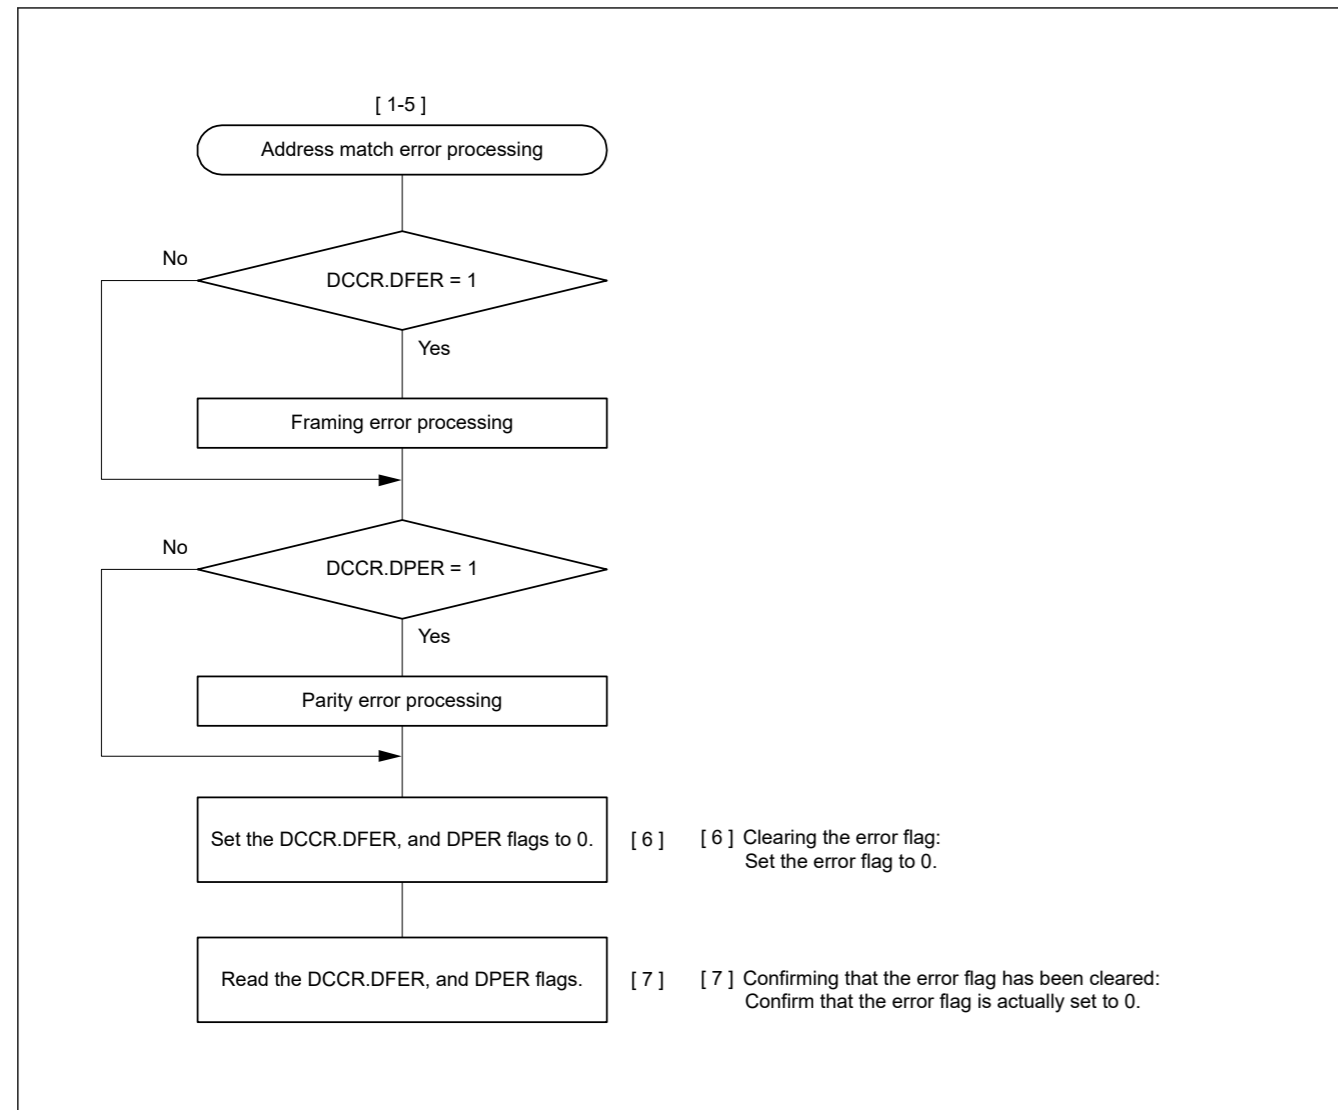 [ 1-5 ]
Address match error processing
No
DCCR.DFER = 1
Yes
Framing error processing
No
DCCR.DPER = 1
Yes
Parity error processing
Set the DCCR.DFER, and DPER flags to 0.
[ 6 ]
[ 6 ] Clearing the error flag:
Set the error flag to 0.
Read the DCCR.DFER, and DPER flags.
[ 7 ]
[ 7 ] Confirming that the error flag has been cleared:
Confirm that the error flag is actually set to 0.